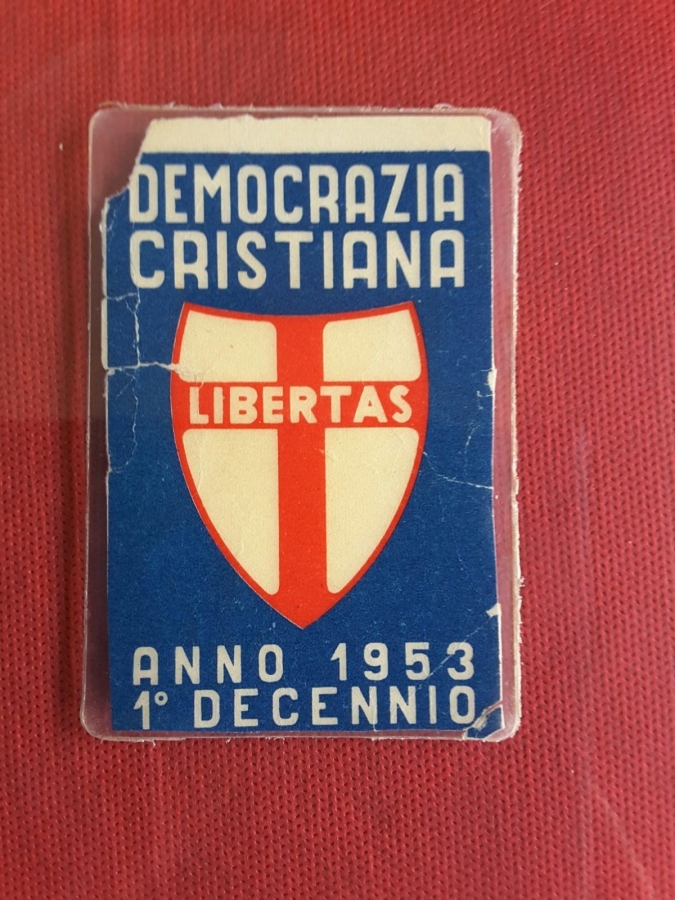 DEMOCRAZIA
CRISTIANA
LIBERTAS
ANNO 1953
1° DECENNIO